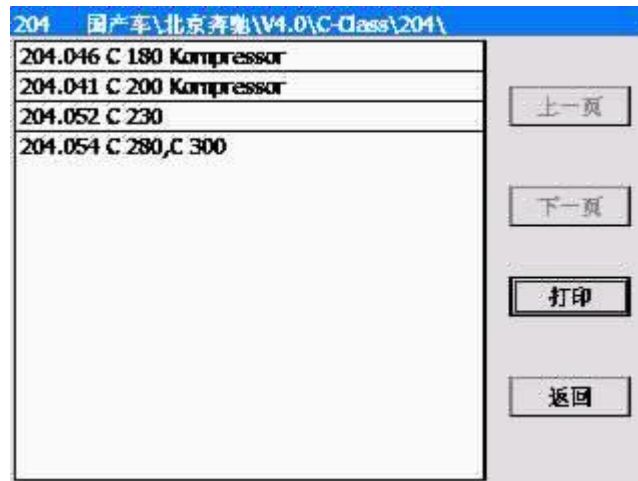 204 国产车\北京奔驰\V4.0\C-Class\204\
204.046 C 180 Kompressor
204.041 C 200 Kompressor
204.052 C 230
204.054 C 280,C 300
上一页
下一页
打印
返回